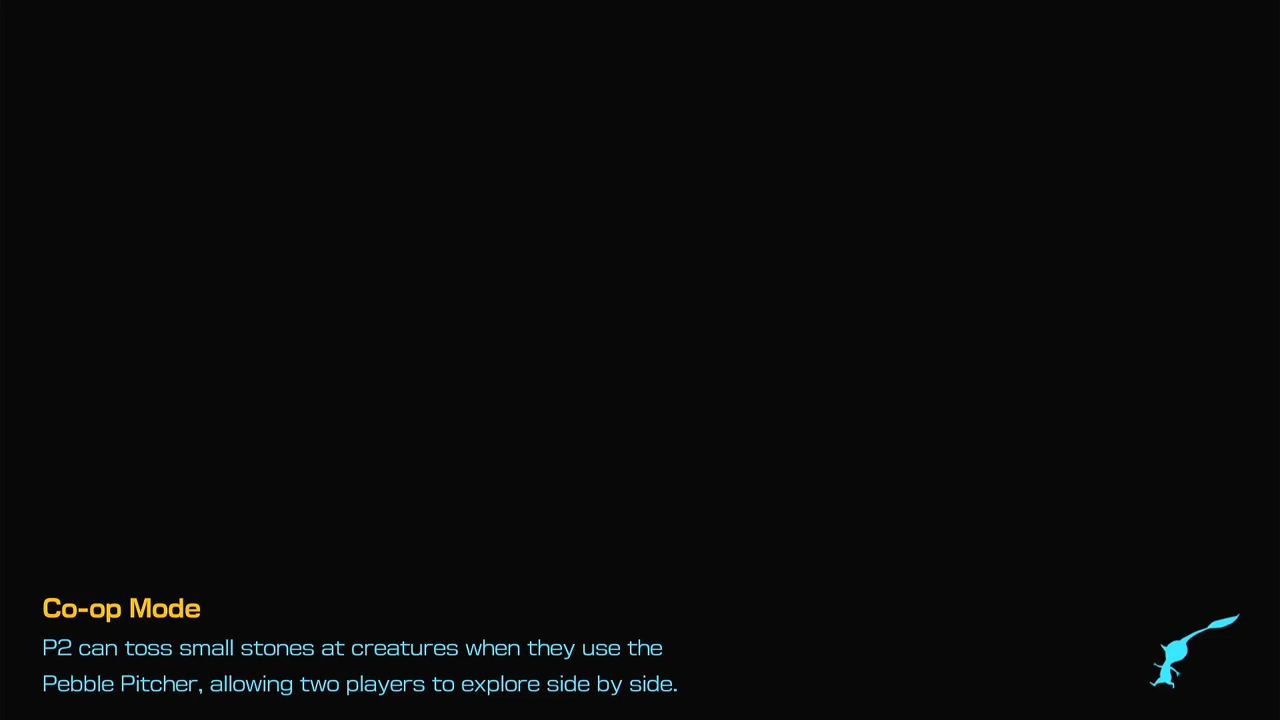 Co-op Mode
P2 can toss small stones at creatures when they use the
Pebble Pitcher, allowing two players to explore side by side.